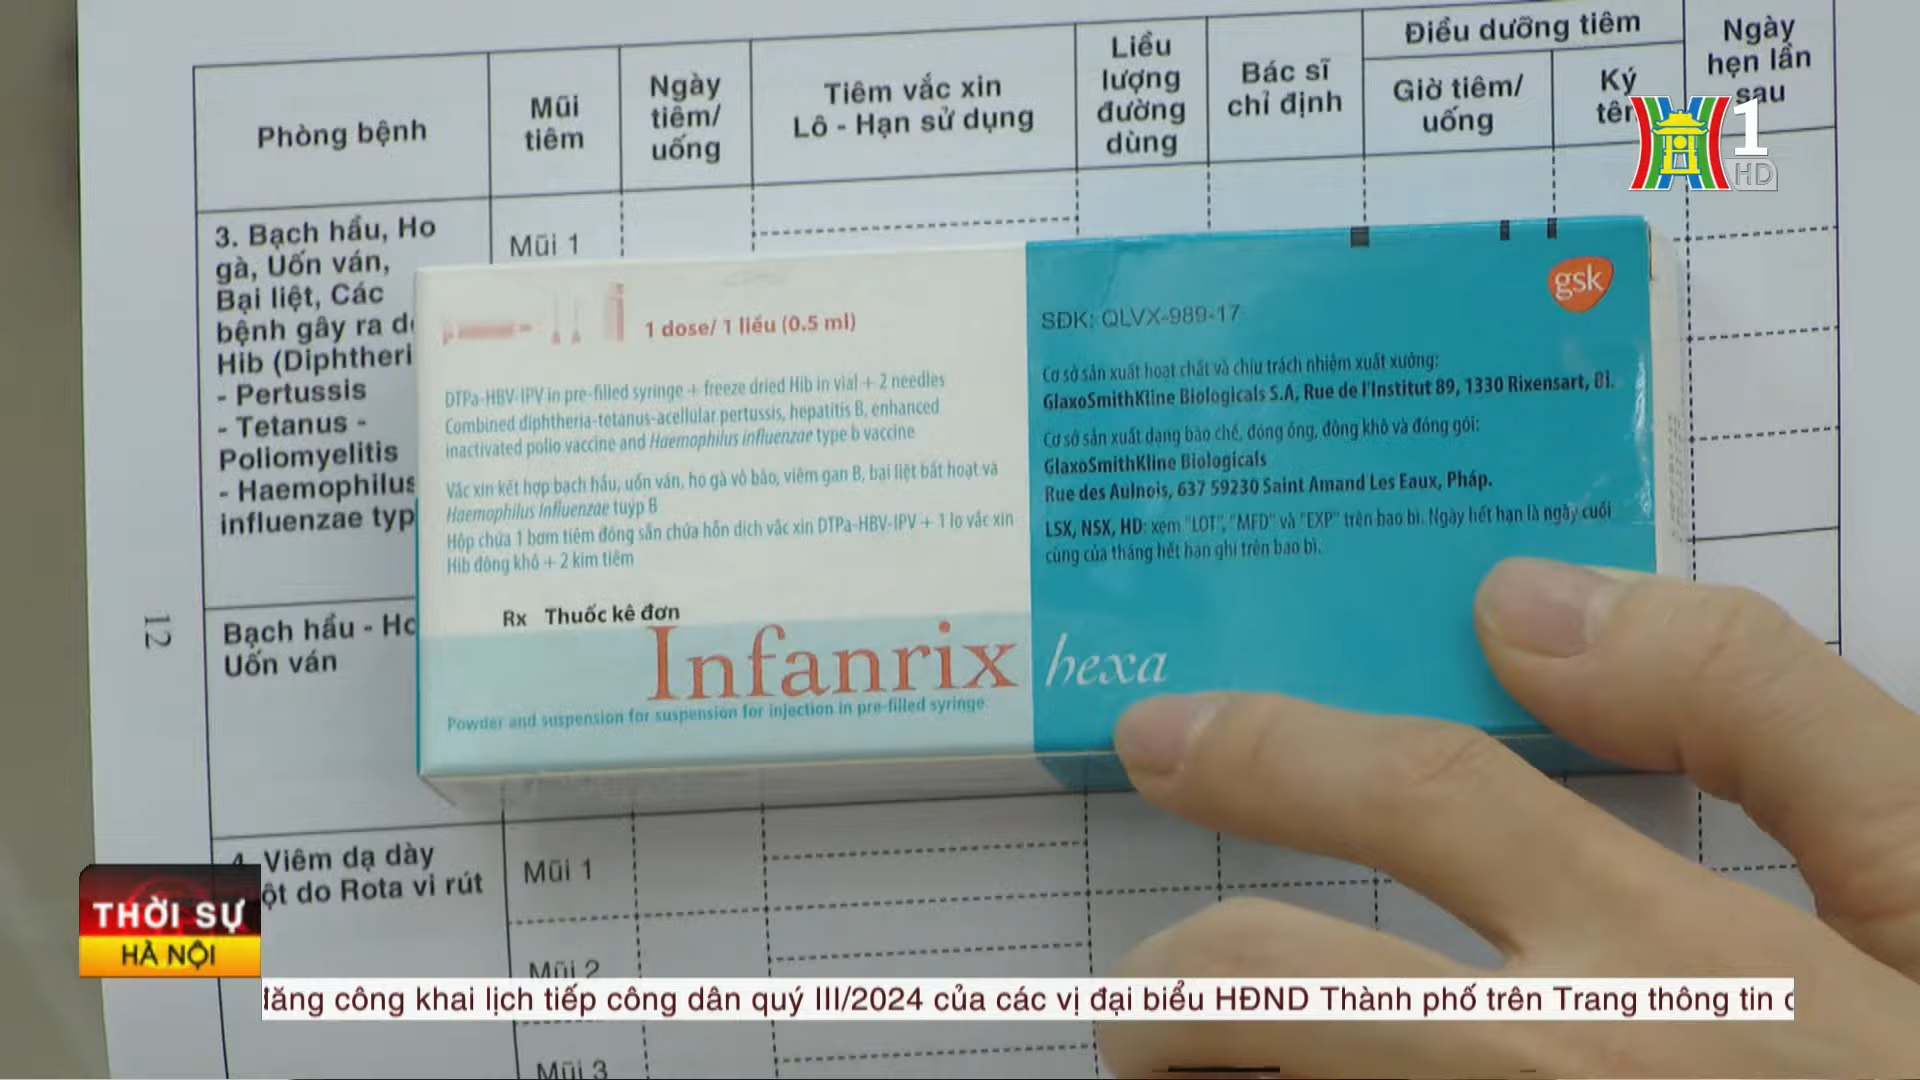 Phòng bệnh
Mũi
tiêm
Ngày
tiêm/
uống
Tiêm vắc xin
Lô - Hạn sử dụng
Liều
lượng
đường
dùng
Bác sĩ
chỉ định
Điều dưỡng tiêm
Giờ tiêm/
uống
Ký
tên
Ngày
hẹn lần
sau
1
HD
3. Bạch hầu, Ho
gà, Uốn ván,
Bại liệt, Các
bệnh gây ra
Hib (Diphtheri
- Pertussis
- Tetanus -
Poliomyelitis
- Haemophilus
influenzae typ
Mũi 1
1 dose/ 1 liều (0.5 ml)
DTPa-HBV-IPV in pre-filled syringe + freeze dried Hib in vial + 2 needles
Combined diphtheria-tetanus-acellular pertussis, hepatitis B, enhanced
inactivated polio vaccine and Haemophilus influenzae type b vaccine
Vắc xin kết hợp bạch hầu, uốn ván, ho gà vô bào, viêm gan B, bại liệt bất hoạt và
Haemophilus influenzae tuýp B
Hộp chứa 1 bơm tiêm đóng sẵn chứa hỗn dịch vắc xin DTPa-HBV-IPV + 1 lọ vắc xin
Hib đông khô + 2 kim tiêm
Rx Thuốc kê đơn
Infanrix hexa
Powder and suspension for suspension for injection in pre-filled syringe
gsk
SĐK: QLVX-989-17
Cơ sở sản xuất hoạt chất và chịu trách nhiệm xuất xưởng:
GlaxoSmithKline Biologicals S.A, Rue de l'Institut 89, 1330 Rixensart, Bỉ.
Cơ sở sản xuất dạng bào chế, đóng ống, đông khô và đóng gói:
GlaxoSmithKline Biologicals
Rue des Aulnois, 637 59230 Saint Amand Les Eaux, Pháp.
LSX, NSX, HD: xem "LOT", "MFD" và "EXP" trên bao bì. Ngày hết hạn là ngày cuối
cùng của tháng hết hạn ghi trên bao bì.
12
Bạch hầu - Ho
Uốn ván
4. Viêm dạ dày
ột do Rota vi rút
Mũi 1
Mũi 2
Mũi 3
THỜI SỰ
HÀ NỘI
đăng công khai lịch tiếp công dân quý III/2024 của các vị đại biểu HĐND Thành phố trên Trang thông tin